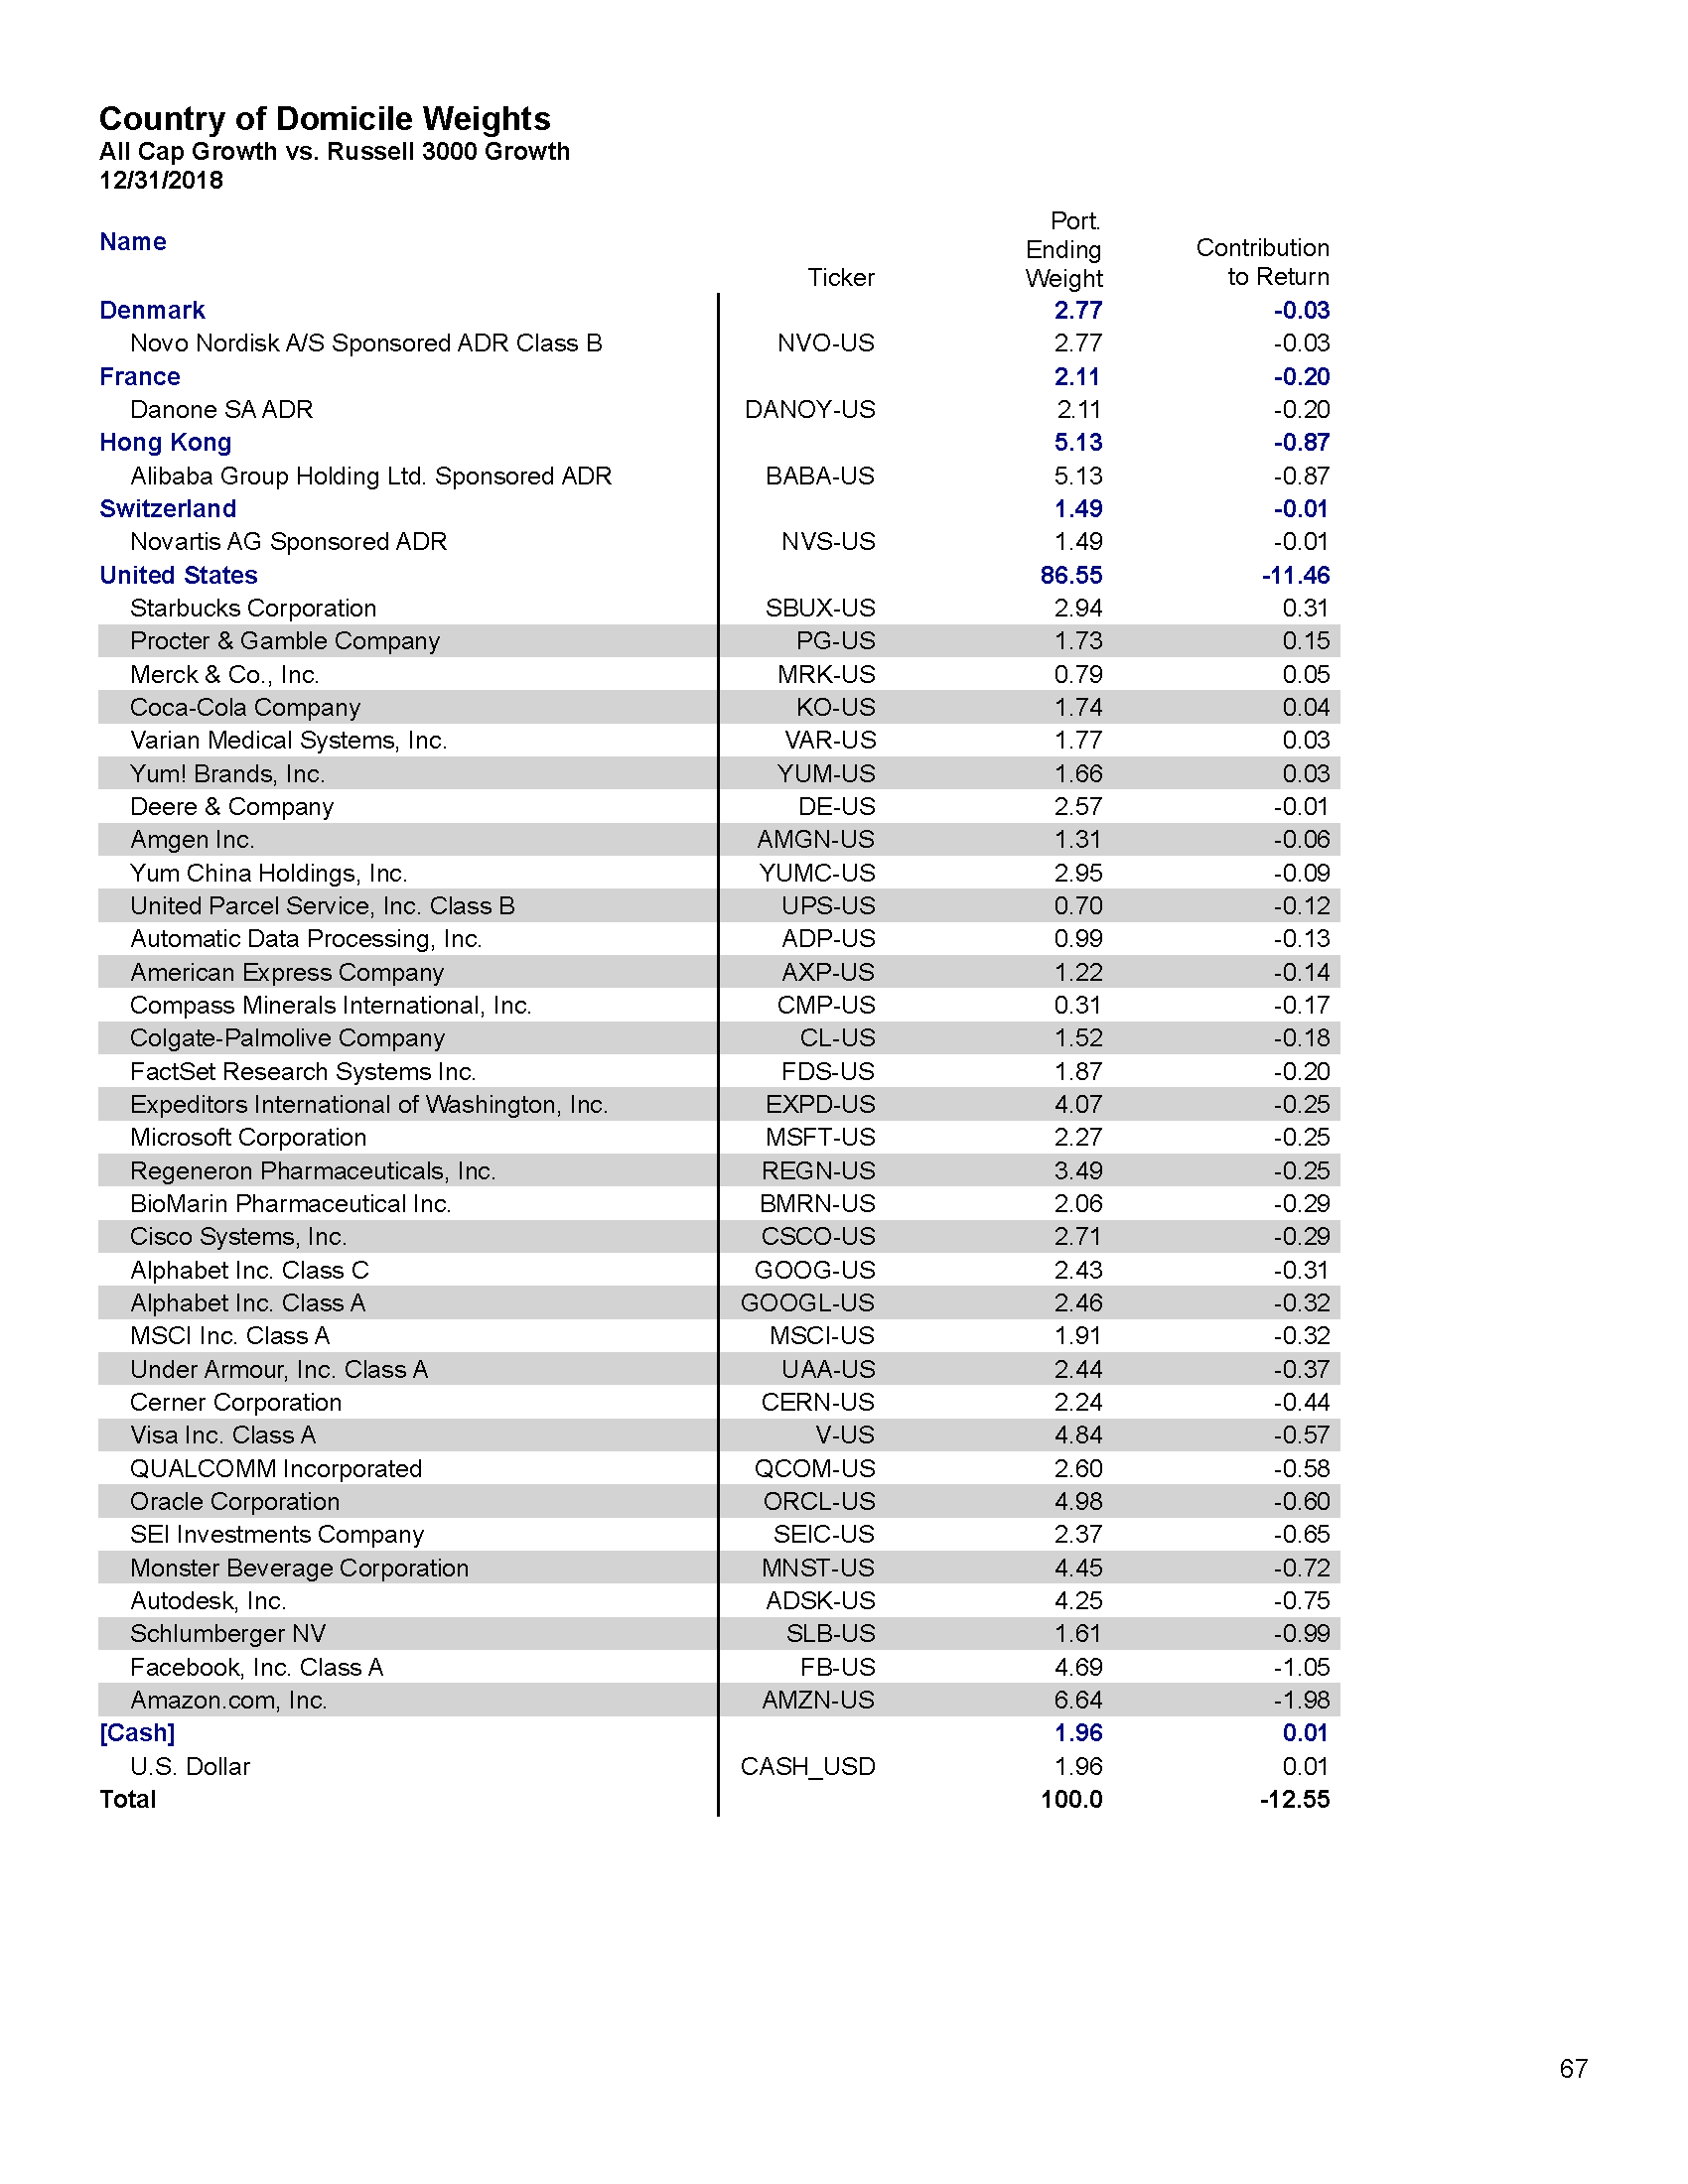 Country of Domicile Weights
All Cap Growth vs. Russell 3000 Growth
12/31/2018
Name Ticker Port. Ending Weight Contribution to Return
Denmark 2.77 -0.03
Novo Nordisk A/S Sponsored ADR Class B NVO-US 2.77 -0.03
France 2.11 -0.20
Danone SA ADR DANOY-US 2.11 -0.20
Hong Kong 5.13 -0.87
Alibaba Group Holding Ltd. Sponsored ADR BABA-US 5.13 -0.87
Switzerland 1.49 -0.01
Novartis AG Sponsored ADR NVS-US 1.49 -0.01
United States 86.55 -11.46
Starbucks Corporation SBUX-US 2.94 0.31
Procter & Gamble Company PG-US 1.73 0.15
Merck & Co., Inc. MRK-US 0.79 0.05
Coca-Cola Company KO-US 1.74 0.04
Varian Medical Systems, Inc. VAR-US 1.77 0.03
Yum! Brands, Inc. YUM-US 1.66 0.03
Deere & Company DE-US 2.57 -0.01
Amgen Inc. AMGN-US 1.31 -0.06
Yum China Holdings, Inc. YUMC-US 2.95 -0.09
United Parcel Service, Inc. Class B UPS-US 0.70 -0.12
Automatic Data Processing, Inc. ADP-US 0.99 -0.13
American Express Company AXP-US 1.22 -0.14
Compass Minerals International, Inc. CMP-US 0.31 -0.17
Colgate-Palmolive Company CL-US 1.52 -0.18
FactSet Research Systems Inc. FDS-US 1.87 -0.20
Expeditors International of Washington, Inc. EXPD-US 4.07 -0.25
Microsoft Corporation MSFT-US 2.27 -0.25
Regeneron Pharmaceuticals, Inc. REGN-US 3.49 -0.25
BioMarin Pharmaceutical Inc. BMRN-US 2.06 -0.29
Cisco Systems, Inc. CSCO-US 2.71 -0.29
Alphabet Inc. Class C GOOG-US 2.43 -0.31
Alphabet Inc. Class A GOOGL-US 2.46 -0.32
MSCI Inc. Class A MSCI-US 1.91 -0.32
Under Armour, Inc. Class A UAA-US 2.44 -0.37
Cerner Corporation CERN-US 2.24 -0.44
Visa Inc. Class A V-US 4.84 -0.57
QUALCOMM Incorporated QCOM-US 2.60 -0.58
Oracle Corporation ORCL-US 4.98 -0.60
SEI Investments Company SEIC-US 2.37 -0.65
Monster Beverage Corporation MNST-US 4.45 -0.72
Autodesk, Inc. ADSK-US 4.25 -0.75
Schlumberger NV SLB-US 1.61 -0.99
Facebook, Inc. Class A FB-US 4.69 -1.05
Amazon.com, Inc. AMZN-US 6.64 -1.98
[Cash] 1.96 0.01
U.S. Dollar CASH_USD 1.96 0.01
Total 100.0 -12.55
67